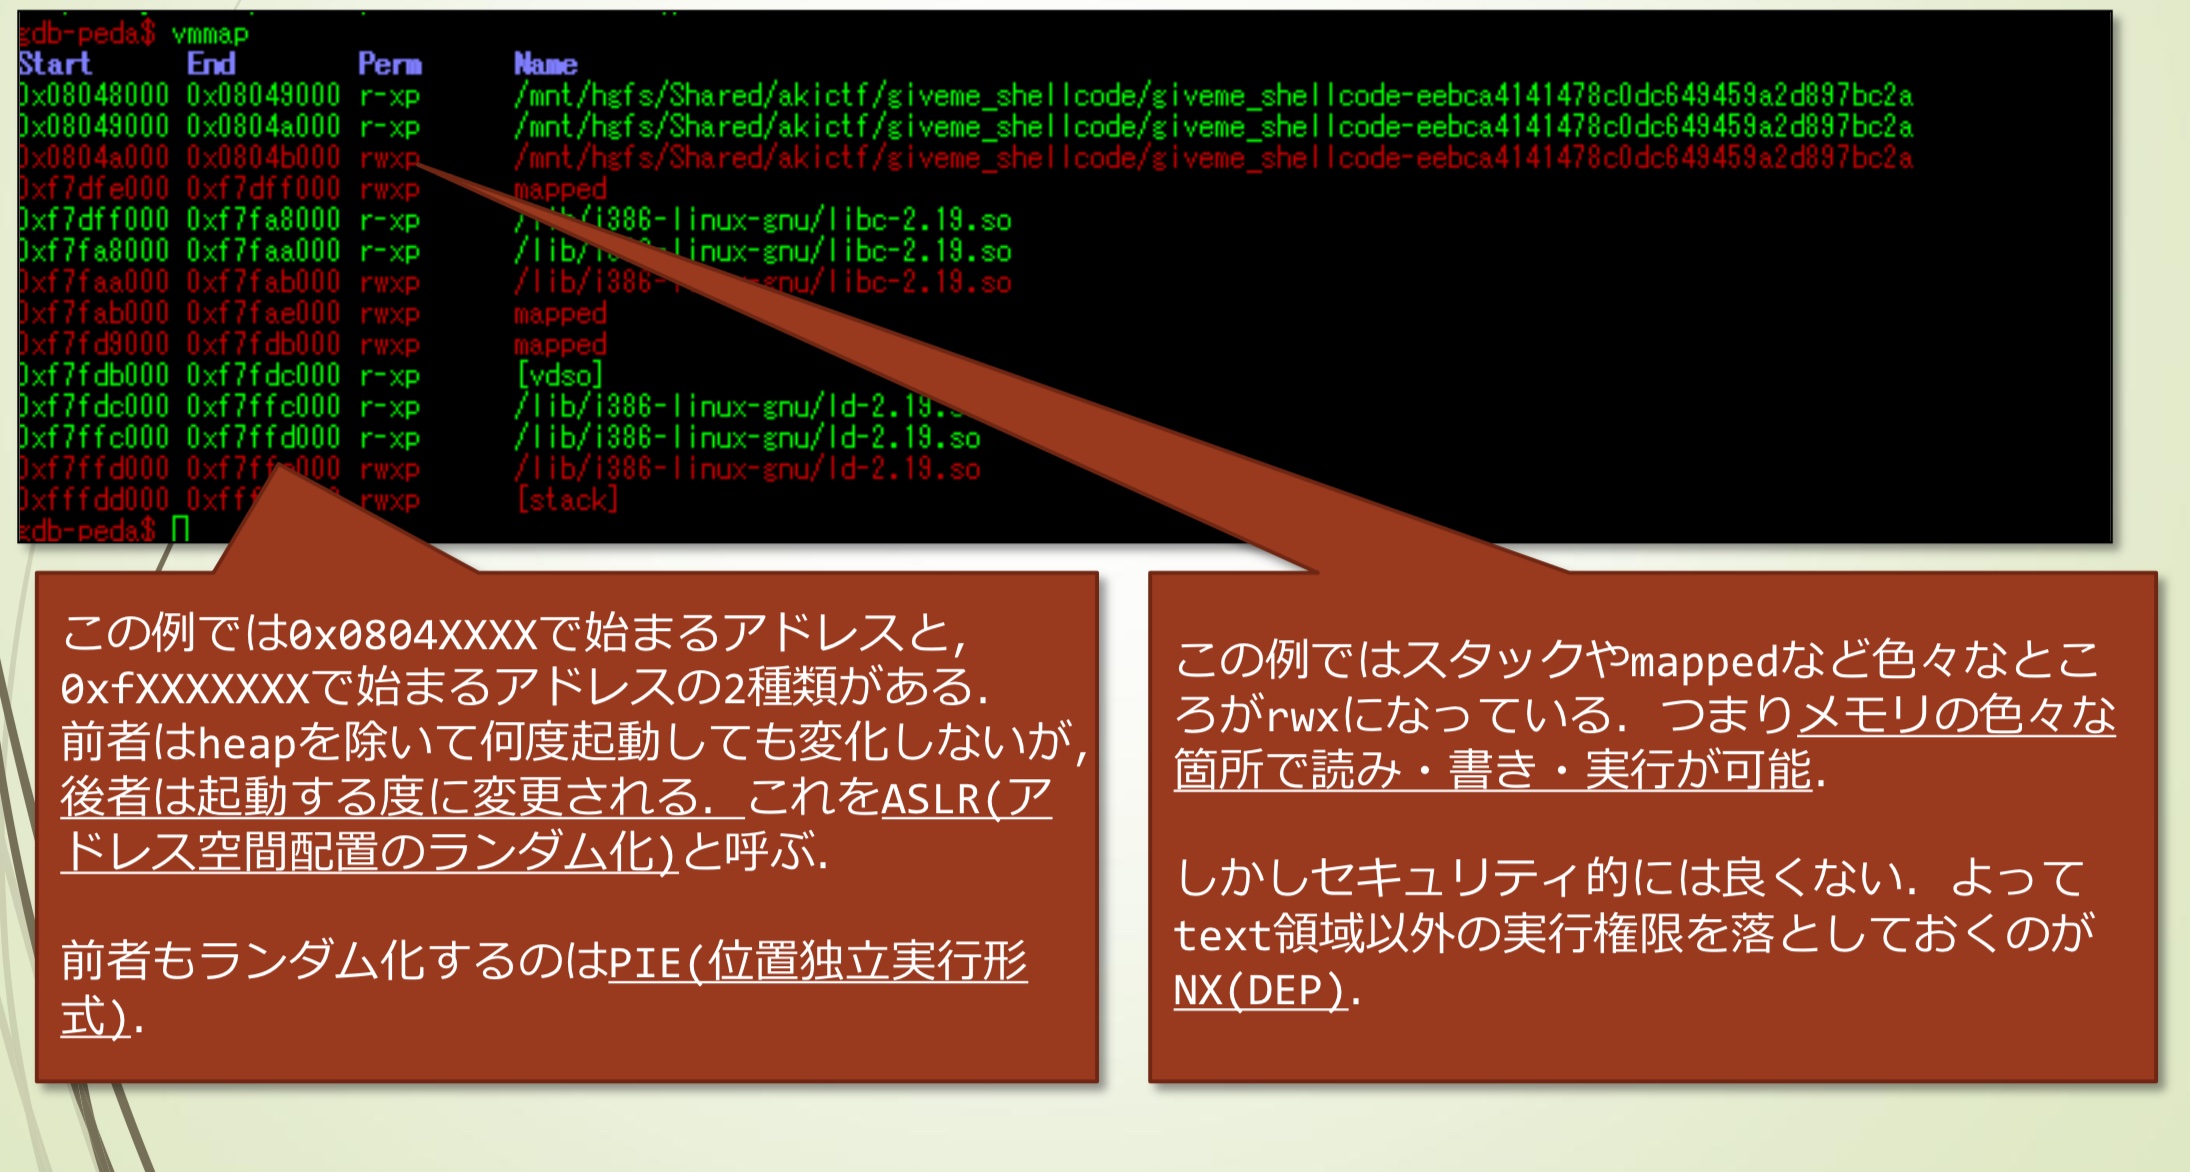 gdb-peda$ vmmap
Start End Perm Name
0x08048000 0x08049000 r-xp /mnt/hgfs/Shared/akictf/giveme_shellcode/giveme_shellcode-eebca4141478c0dc649459a2d897bc2a
0x08049000 0x0804a000 r-xp /mnt/hgfs/Shared/akictf/giveme_shellcode/giveme_shellcode-eebca4141478c0dc649459a2d897bc2a
0x0804a000 0x0804b000 rwxp /mnt/hgfs/Shared/akictf/giveme_shellcode/giveme_shellcode-eebca4141478c0dc649459a2d897bc2a
0xf7dfe000 0xf7dff000 rwxp mapped
0xf7dff000 0xf7fa8000 r-xp /lib/i386-linux-gnu/libc-2.19.so
0xf7fa8000 0xf7faa000 r-xp /lib/i386-linux-gnu/libc-2.19.so
0xf7faa000 0xf7fab000 rwxp /lib/i386-linux-gnu/libc-2.19.so
0xf7fab000 0xf7fae000 rwxp mapped
0xf7fd9000 0xf7fdb000 rwxp mapped
0xf7fdb000 0xf7fdc000 r-xp [vdso]
0xf7fdc000 0xf7ffc000 r-xp /lib/i386-linux-gnu/ld-2.19.so
0xf7ffc000 0xf7ffd000 r-xp /lib/i386-linux-gnu/ld-2.19.so
0xf7ffd000 rwxp /lib/i386-linux-gnu/ld-2.19.so
0xfffdd000 rwxp [stack]
gdb-peda$
この例では0x0804XXXXで始まるアドレスと,
0xfXXXXXXXで始まるアドレスの2種類がある.
前者はheapを除いて何度起動しても変化しないが,
後者は起動する度に変更される. これをASLR(ア
ドレス空間配置のランダム化)と呼ぶ.
前者もランダム化するのはPIE(位置独立実行形
式).
この例ではスタックやmappedなど色々なとこ
ろがrwxになっている. つまりメモリの色々な
箇所で読み・書き・実行が可能.
しかしセキュリティ的には良くない. よって
text領域以外の実行権限を落としておくのが
NX(DEP).